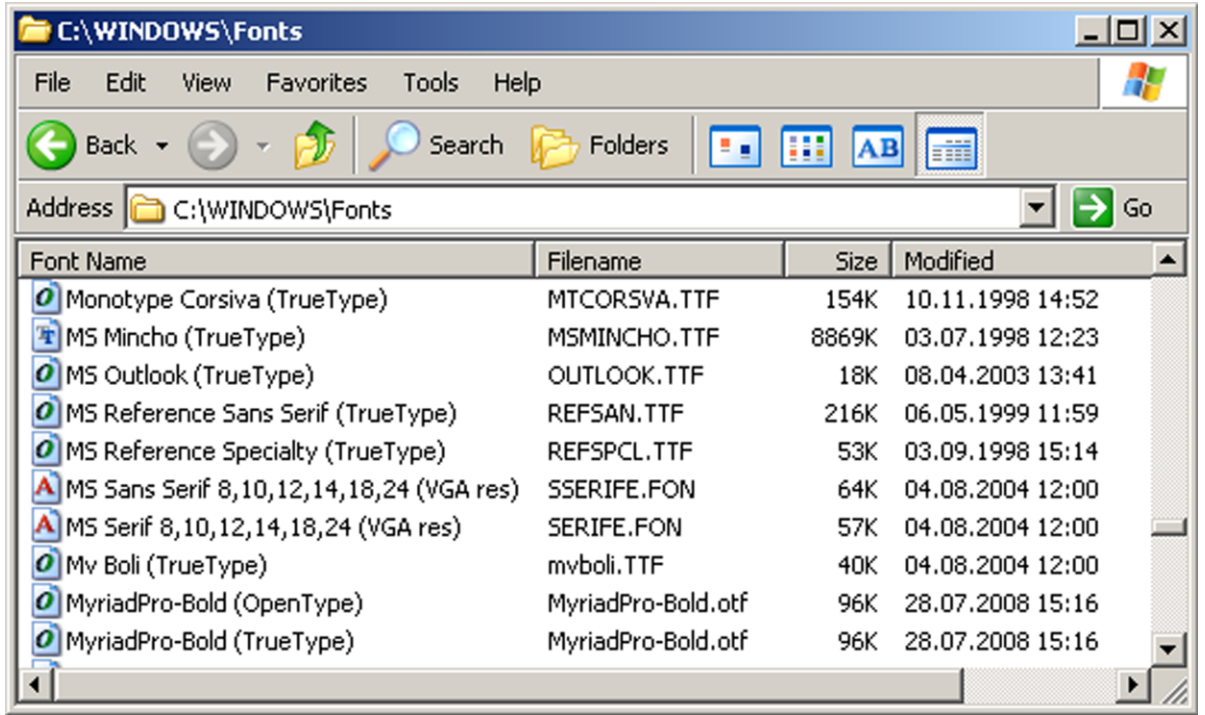 C:\WINDOWS\Fonts
File Edit View Favorites Tools Help
Back Search Folders AB
Address C:\WINDOWS\Fonts Go
Font Name Filename Size Modified
Monotype Corsiva (TrueType) MTCORSVA.TTF 154K 10.11.1998 14:52
MS Mincho (TrueType) MSMINCHO.TTF 8869K 03.07.1998 12:23
MS Outlook (TrueType) OUTLOOK.TTF 18K 08.04.2003 13:41
MS Reference Sans Serif (TrueType) REFSAN.TTF 216K 06.05.1999 11:59
MS Reference Specialty (TrueType) REFSPCL.TTF 53K 03.09.1998 15:14
MS Sans Serif 8,10,12,14,18,24 (VGA res) SSERIFE.FON 64K 04.08.2004 12:00
MS Serif 8,10,12,14,18,24 (VGA res) SERIFE.FON 57K 04.08.2004 12:00
Mv Boli (TrueType) mvboli.TTF 40K 04.08.2004 12:00
MyriadPro-Bold (OpenType) MyriadPro-Bold.otf 96K 28.07.2008 15:16
MyriadPro-Bold (TrueType) MyriadPro-Bold.otf 96K 28.07.2008 15:16